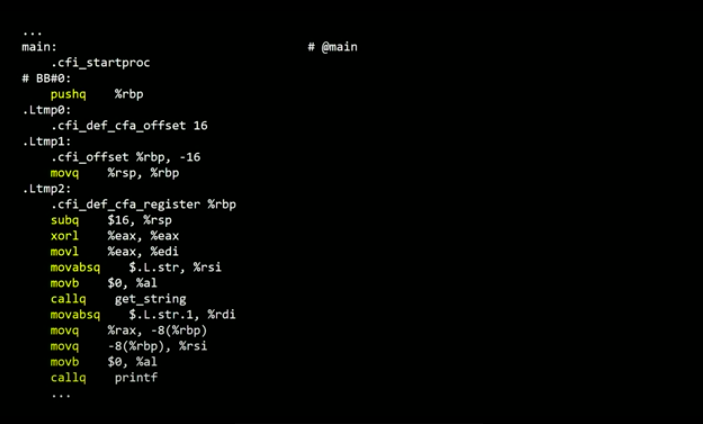 ...
main:                                   # @main
    .cfi_startproc
# BB#0:
    pushq    %rbp
.Ltmp0:
    .cfi_def_cfa_offset 16
.Ltmp1:
    .cfi_offset %rbp, -16
    movq    %rsp, %rbp
.Ltmp2:
    .cfi_def_cfa_register %rbp
    subq    $16, %rsp
    xorl    %eax, %eax
    movl    %eax, %edi
    movabsq    $.L.str, %rsi
    movb    $0, %al
    callq    get_string
    movabsq    $.L.str.1, %rdi
    movq    %rax, -8(%rbp)
    movq    -8(%rbp), %rsi
    movb    $0, %al
    callq    printf
    ...